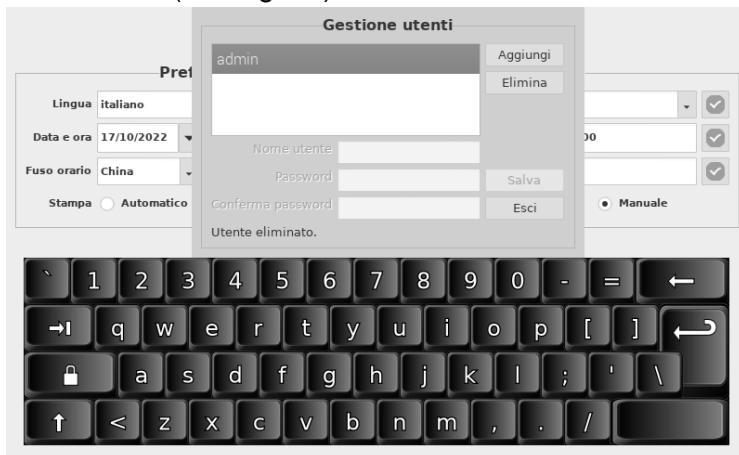 Gestione utenti
admin
Aggiungi
Elimina
Nome utente
Password
Salva
Conferma password
Esci
Utente eliminato.
Pref
Lingua italiano
Data e ora 17/10/2022 00
Fuso orario China
Stampa Automatico Manuale
` 1 2 3 4 5 6 7 8 9 0 - =
q w e r t y u i o p [ ]
a s d f g h j k l ; ' \
< z x c v b n m , . /